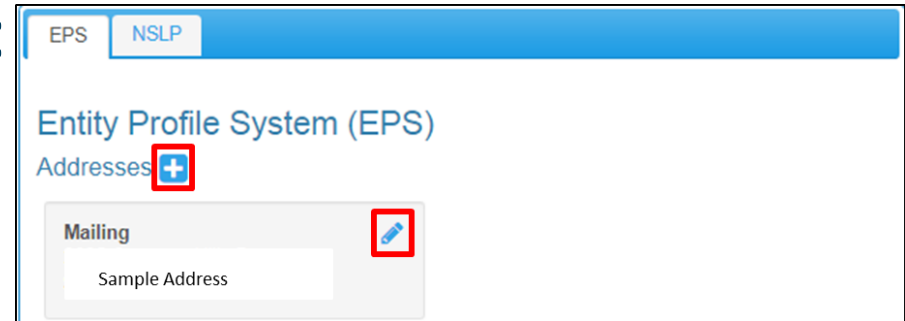 EPS NSLP
Entity Profile System (EPS)
Addresses
Mailing
Sample Address